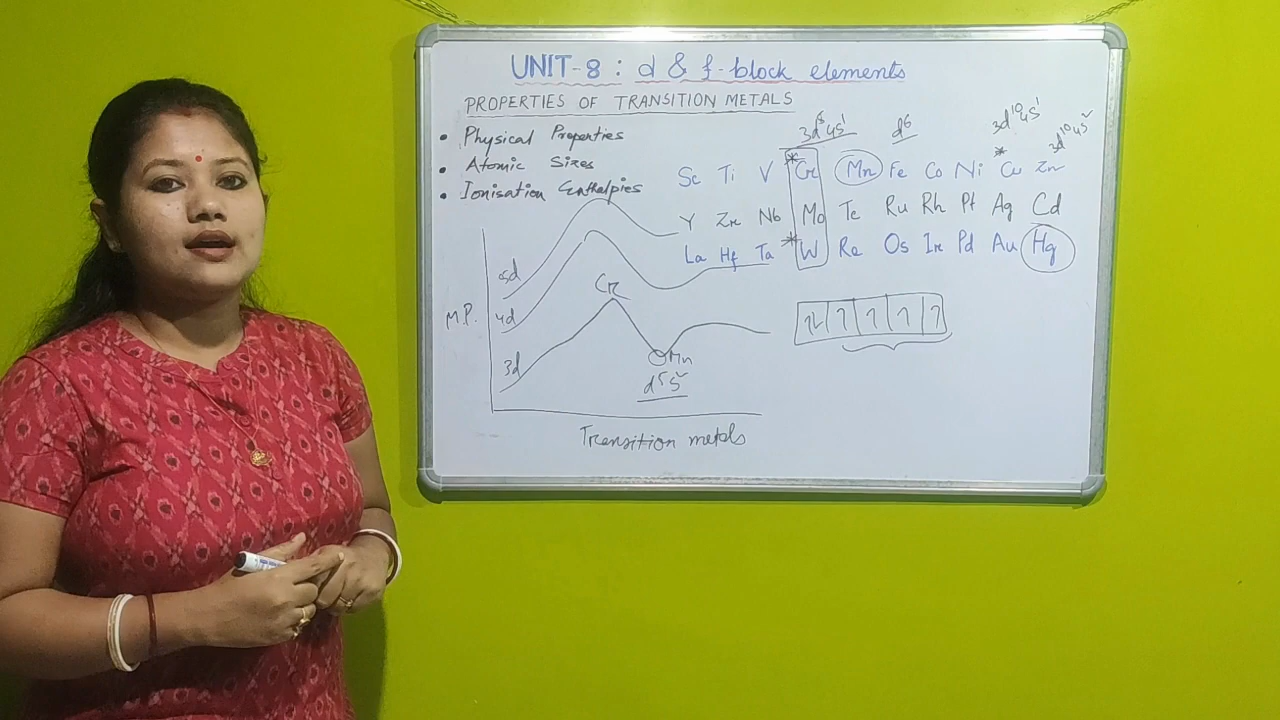 UNIT-8 : d & f-block elements
PROPERTIES OF TRANSITION METALS
• Physical Properties
• Atomic Sizes
• Ionisation Enthalpies
3d⁵4s¹ d⁶ 3d¹⁰4s¹ 3d¹⁰4s²
Sc Ti V *Cr Mn Fe Co Ni *Cu Zn
Y Zr Nb Mo Tc Ru Rh Pt Ag Cd
La Hf Ta *W Re Os Ir Pd Au Hg
5d
4d
3d
M.P.
Cr
Mn
d⁵s²
↑↓ ↑ ↑ ↑ ↑
Transition metals